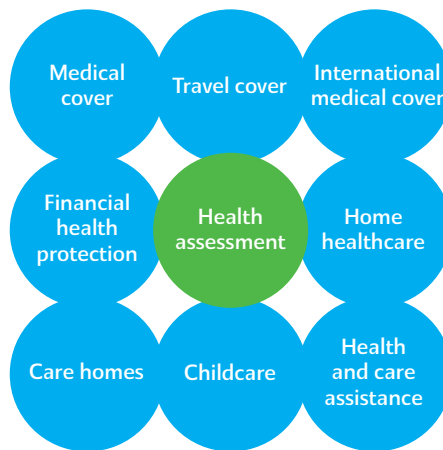 Medical
cover
Travel cover
International
medical cover
Financial
health
protection
Health
assessment
Home
healthcare
Care homes
Childcare
Health
and care
assistance